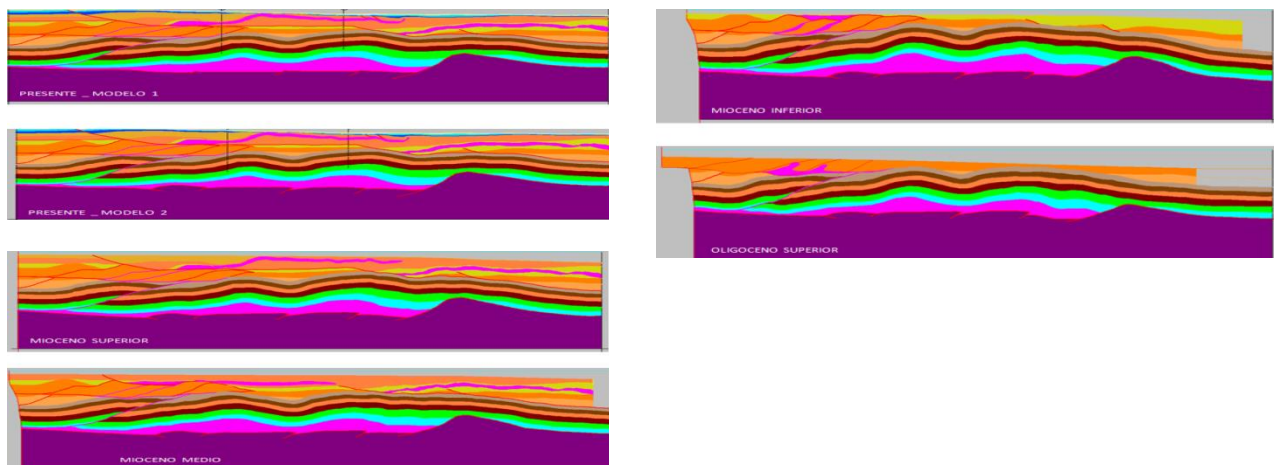 PRESENTE _ MODELO 1
PRESENTE _ MODELO 2
MIOCENO SUPERIOR
MIOCENO MEDIO
MIOCENO INFERIOR
OLIGOCENO SUPERIOR